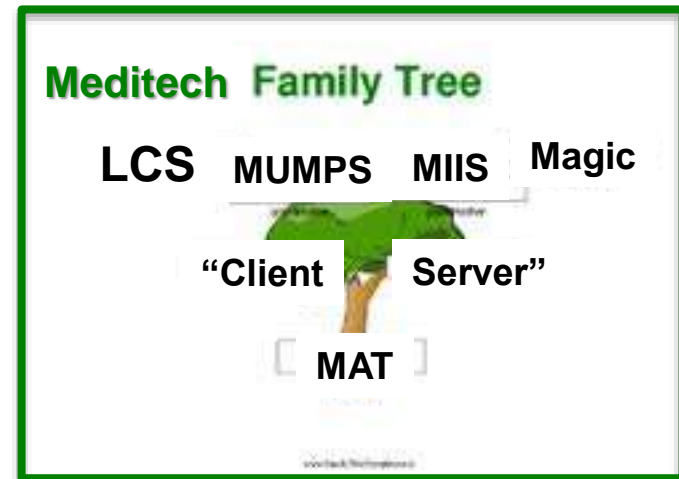 Meditech Family Tree
LCS MUMPS MIIS Magic
“Client Server”
MAT